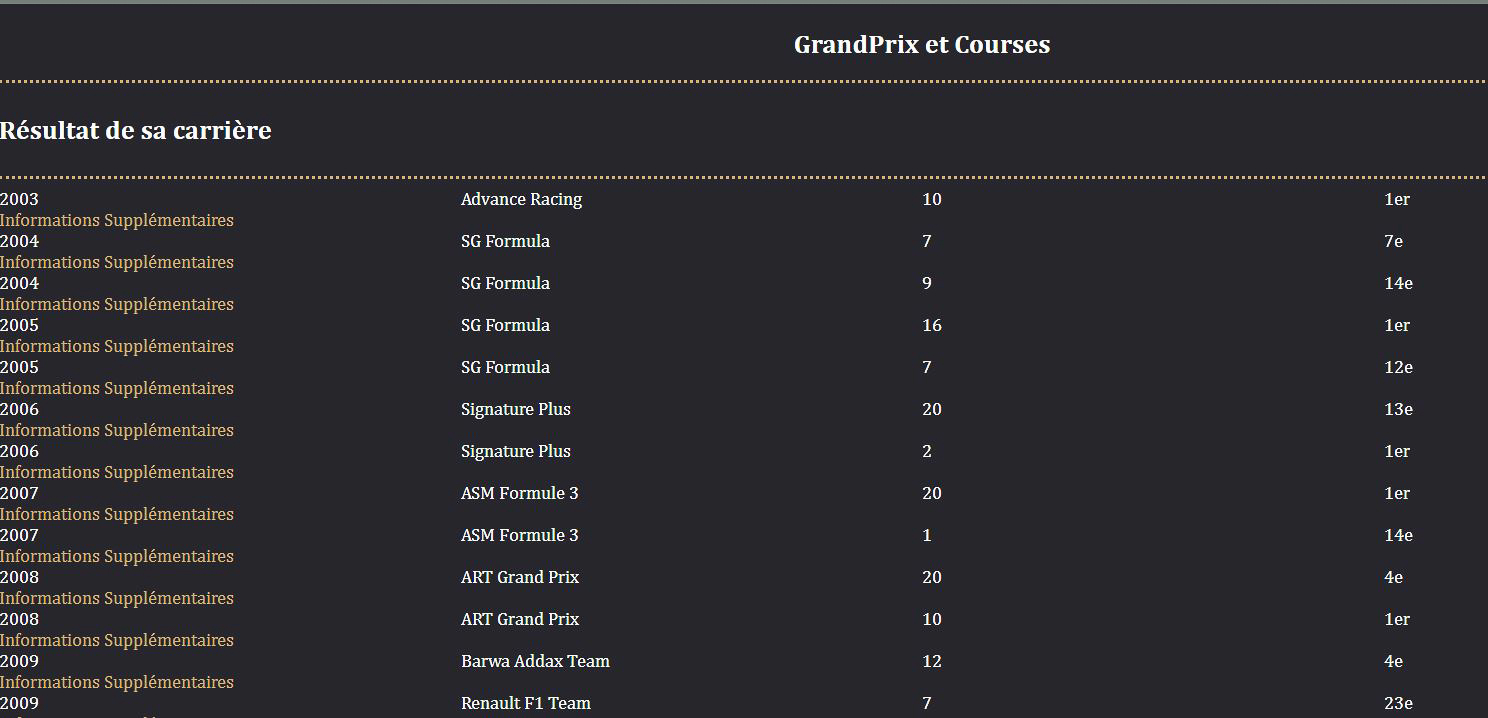 GrandPrix et Courses
Résultat de sa carrière
2003 Advance Racing 10 1er
Informations Supplémentaires
2004 SG Formula 7 7e
Informations Supplémentaires
2004 SG Formula 9 14e
Informations Supplémentaires
2005 SG Formula 16 1er
Informations Supplémentaires
2005 SG Formula 7 12e
Informations Supplémentaires
2006 Signature Plus 20 13e
Informations Supplémentaires
2006 Signature Plus 2 1er
Informations Supplémentaires
2007 ASM Formule 3 20 1er
Informations Supplémentaires
2007 ASM Formule 3 1 14e
Informations Supplémentaires
2008 ART Grand Prix 20 4e
Informations Supplémentaires
2008 ART Grand Prix 10 1er
Informations Supplémentaires
2009 Barwa Addax Team 12 4e
Informations Supplémentaires
2009 Renault F1 Team 7 23e